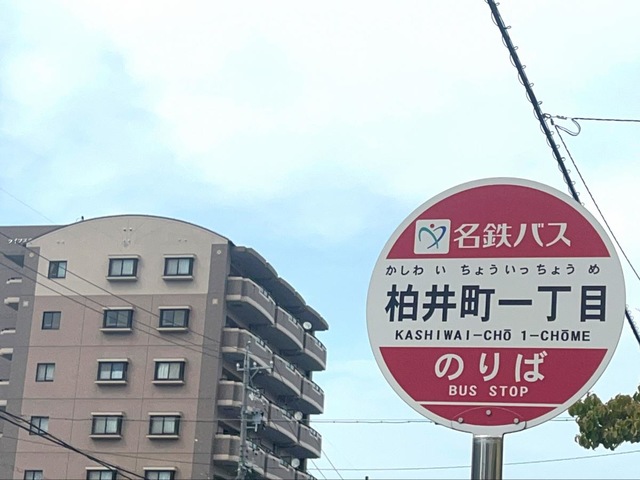 名鉄バス
かしわい ちょういっちょうめ
柏井町一丁目
KASHIWAI-CHŌ 1-CHŌME
のりば
BUS STOP